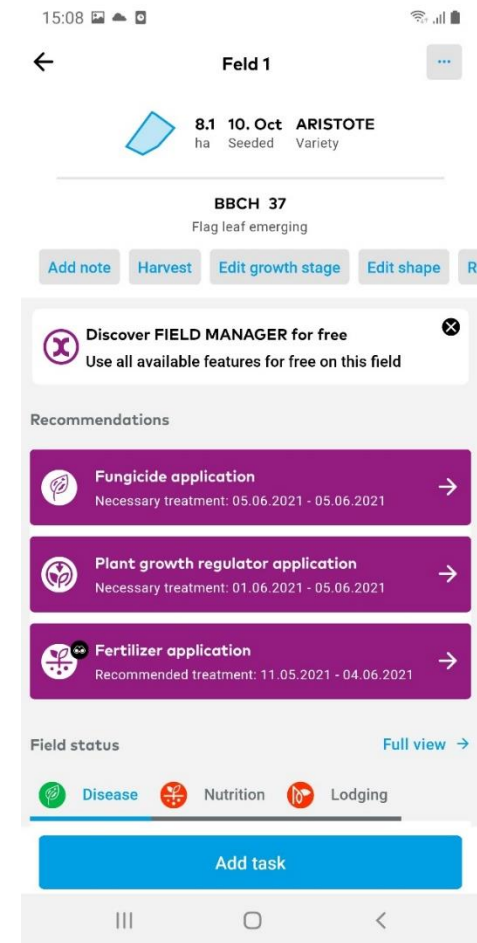 15:08
Feld 1
8.1 10. Oct ARISTOTE
ha Seeded Variety
BBCH 37
Flag leaf emerging
Add note Harvest Edit growth stage Edit shape R
Discover FIELD MANAGER for free
Use all available features for free on this field
Recommendations
Fungicide application
Necessary treatment: 05.06.2021 - 05.06.2021
Plant growth regulator application
Necessary treatment: 01.06.2021 - 05.06.2021
Fertilizer application
Recommended treatment: 11.05.2021 - 04.06.2021
Field status Full view
Disease Nutrition Lodging
Add task